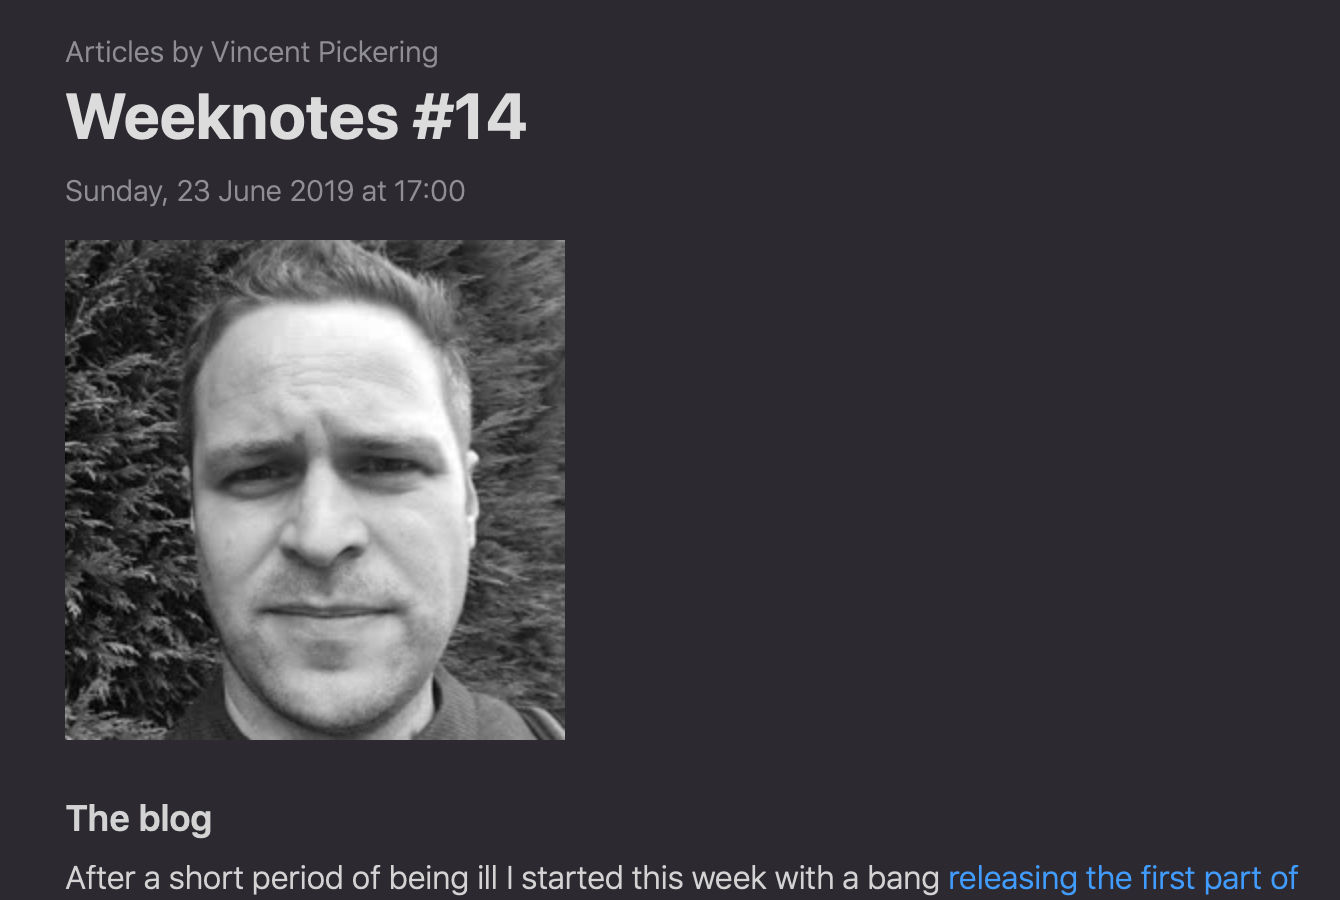 Articles by Vincent Pickering
Weeknotes #14
Sunday, 23 June 2019 at 17:00
The blog
After a short period of being ill I started this week with a bang releasing the first part of